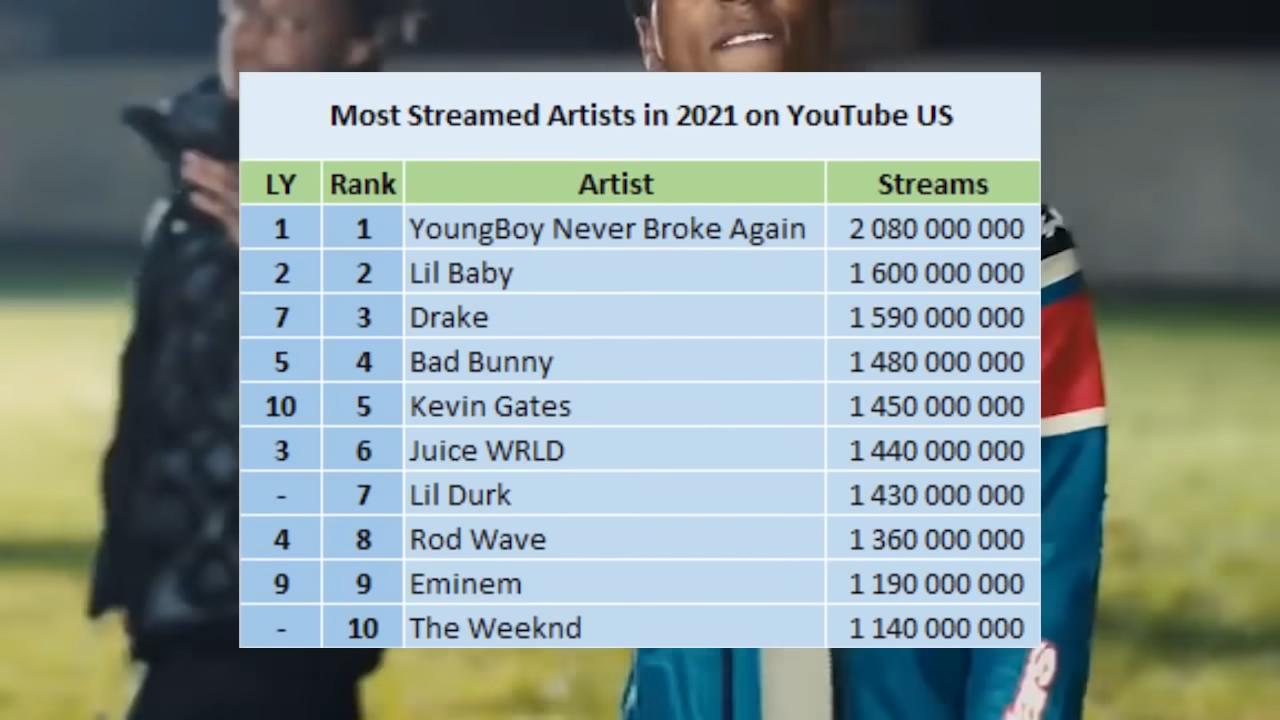 Most Streamed Artists in 2021 on YouTube US
LY Rank Artist Streams
1 1 YoungBoy Never Broke Again 2 080 000 000
2 2 Lil Baby 1 600 000 000
7 3 Drake 1 590 000 000
5 4 Bad Bunny 1 480 000 000
10 5 Kevin Gates 1 450 000 000
3 6 Juice WRLD 1 440 000 000
- 7 Lil Durk 1 430 000 000
4 8 Rod Wave 1 360 000 000
9 9 Eminem 1 190 000 000
- 10 The Weeknd 1 140 000 000